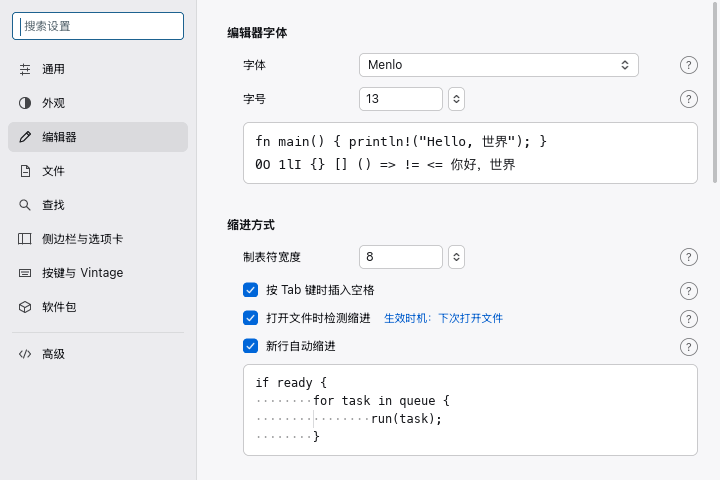 搜索设置
通用
外观
编辑器
文件
查找
侧边栏与选项卡
按键与 Vintage
软件包
高级
编辑器字体
字体 Menlo ?
字号 13 ?
fn main() { println!("Hello, 世界"); }
0O 1lI {} [] () => != <= 你好，世界
缩进方式
制表符宽度 8 ?
按 Tab 键时插入空格 ?
打开文件时检测缩进 生效时机：下次打开文件 ?
新行自动缩进 ?
if ready {
········for task in queue {
················run(task);
········}